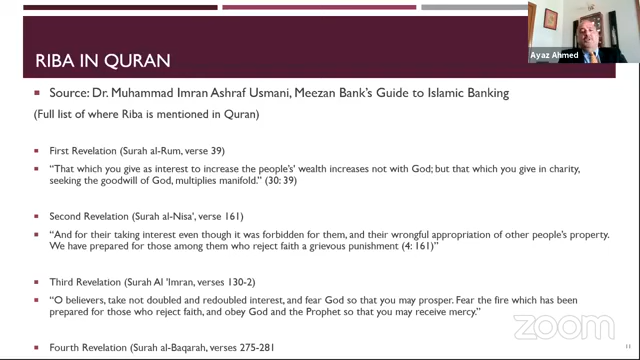 Ayaz Ahmed
RIBA IN QURAN
Source: Dr. Muhammad Imran Ashraf Usmani, Meezan Bank's Guide to Islamic Banking
(Full list of where Riba is mentioned in Quran)
First Revelation (Surah al-Rum, verse 39)
"That which you give as interest to increase the people's' wealth increases not with God; but that which you give in charity,
seeking the goodwill of God, multiplies manifold." (30: 39)
Second Revelation (Surah al-Nisa', verse 161)
"And for their taking interest even though it was forbidden for them, and their wrongful appropriation of other people's property.
We have prepared for those among them who reject faith a grievous punishment (4: 161)"
Third Revelation (Surah Al 'Imran, verses 130-2)
"O believers, take not doubled and redoubled interest, and fear God so that you may prosper. Fear the fire which has been
prepared for those who reject faith, and obey God and the Prophet so that you may receive mercy."
Fourth Revelation (Surah al-Baqarah, verses 275-281
zoom
11